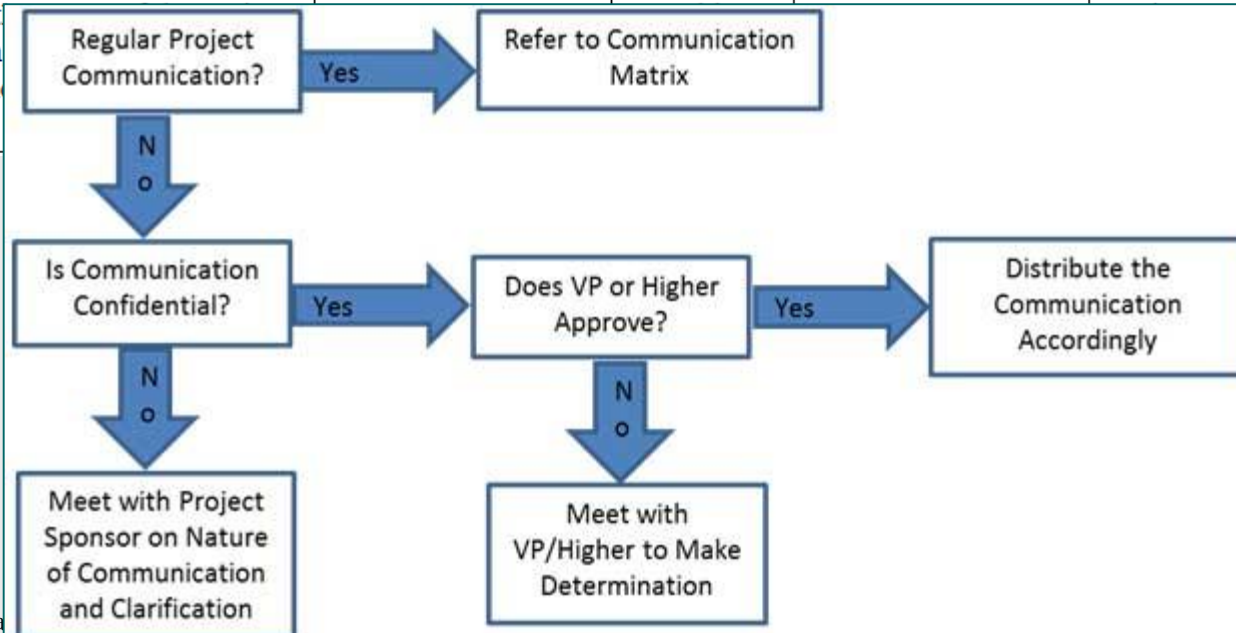 Regular Project
Communication?
Yes
Refer to Communication
Matrix
N
o
Is Communication
Confidential?
Yes
Does VP or Higher
Approve?
Yes
Distribute the
Communication
Accordingly
N
o
N
o
Meet with Project
Sponsor on Nature
of Communication
and Clarification
Meet with
VP/Higher to Make
Determination